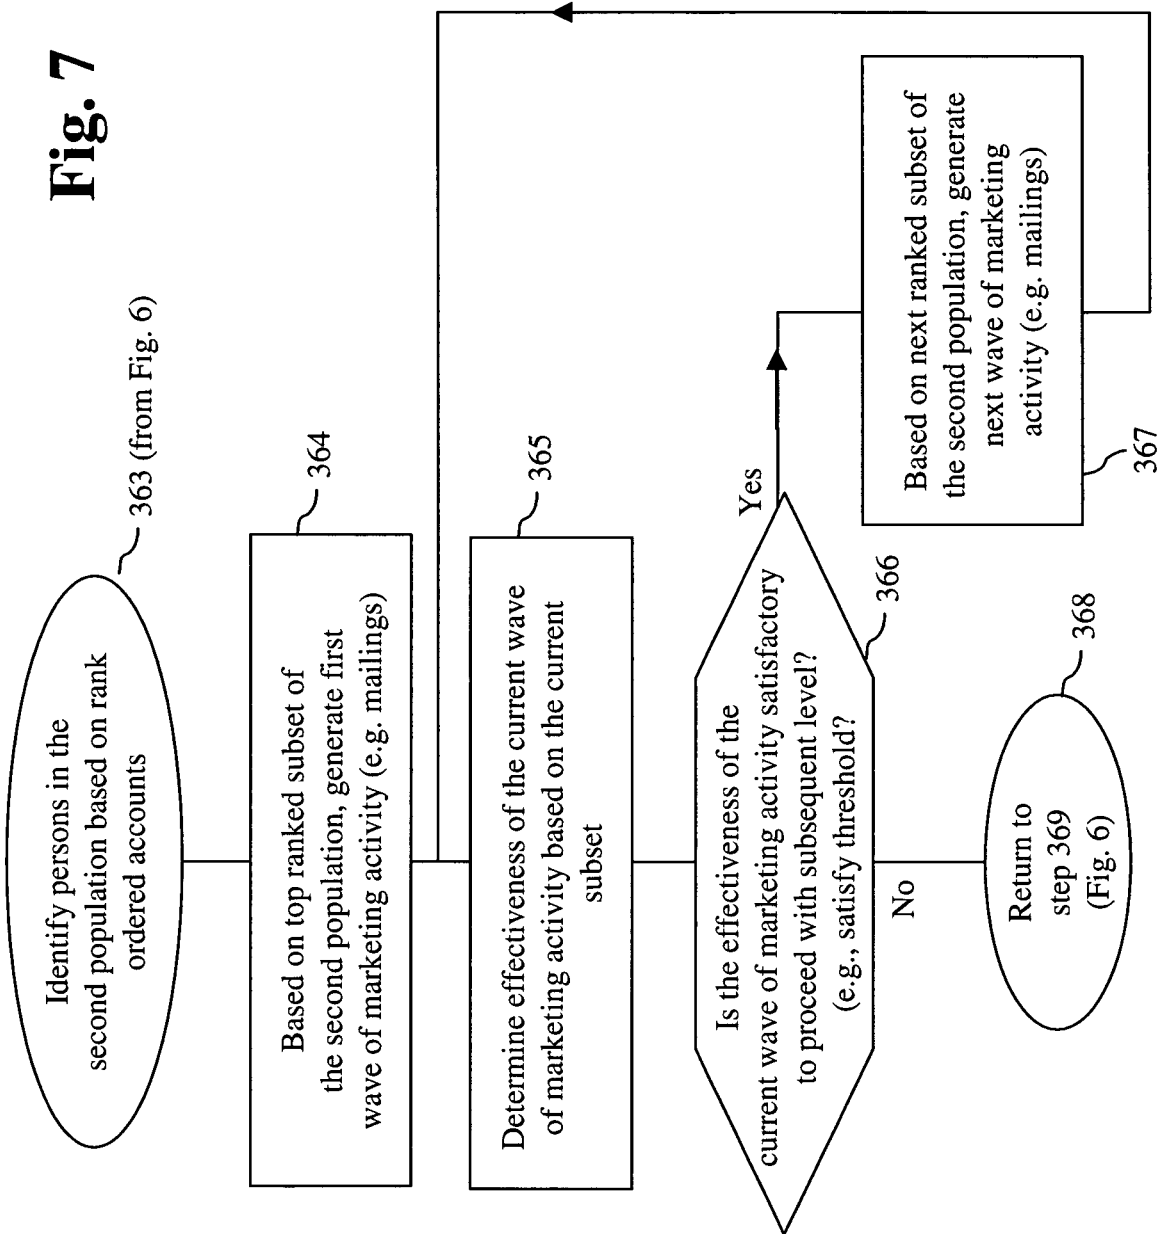 Fig. 7
Identify persons in the
second population based on rank
ordered accounts
363 (from Fig. 6)
Based on top ranked subset of
the second population, generate first
wave of marketing activity (e.g. mailings)
364
Determine effectiveness of the current wave
of marketing activity based on the current
subset
365
Is the effectiveness of the
current wave of marketing activity satisfactory
to proceed with subsequent level?
(e.g., satisfy threshold?
366
Yes
No
Based on next ranked subset of
the second population, generate
next wave of marketing
activity (e.g. mailings)
367
Return to
step 369
(Fig. 6)
368